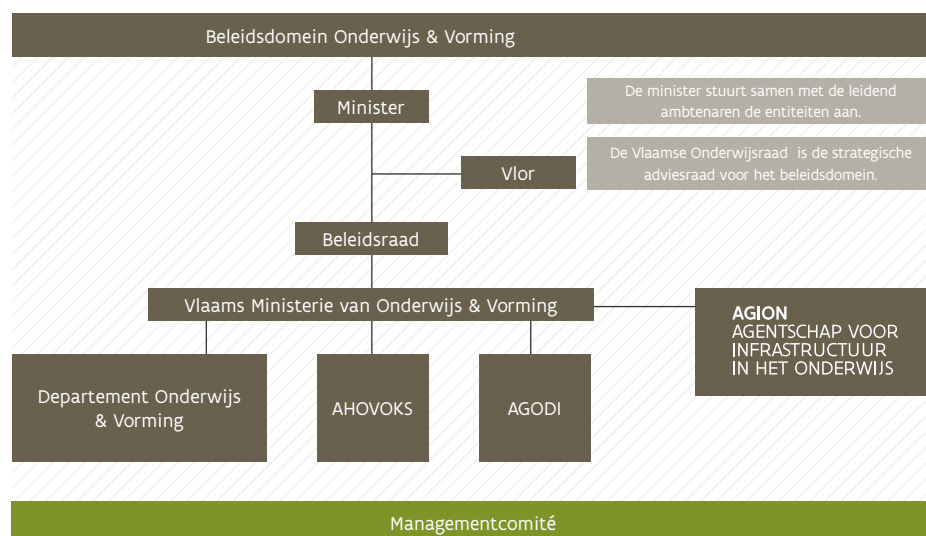 Beleidsdomein Onderwijs & Vorming
Minister
De minister stuurt samen met de leidend
ambtenaren de entiteiten aan.
Vlor
De Vlaamse Onderwijsraad is de strategische
adviesraad voor het beleidsdomein.
Beleidsraad
Vlaams Ministerie van Onderwijs & Vorming
AGION
AGENTSCHAP VOOR
INFRASTRUCTUUR
IN HET ONDERWIJS
Departement Onderwijs
& Vorming
AHOVOKS
AGODI
Managementcomité